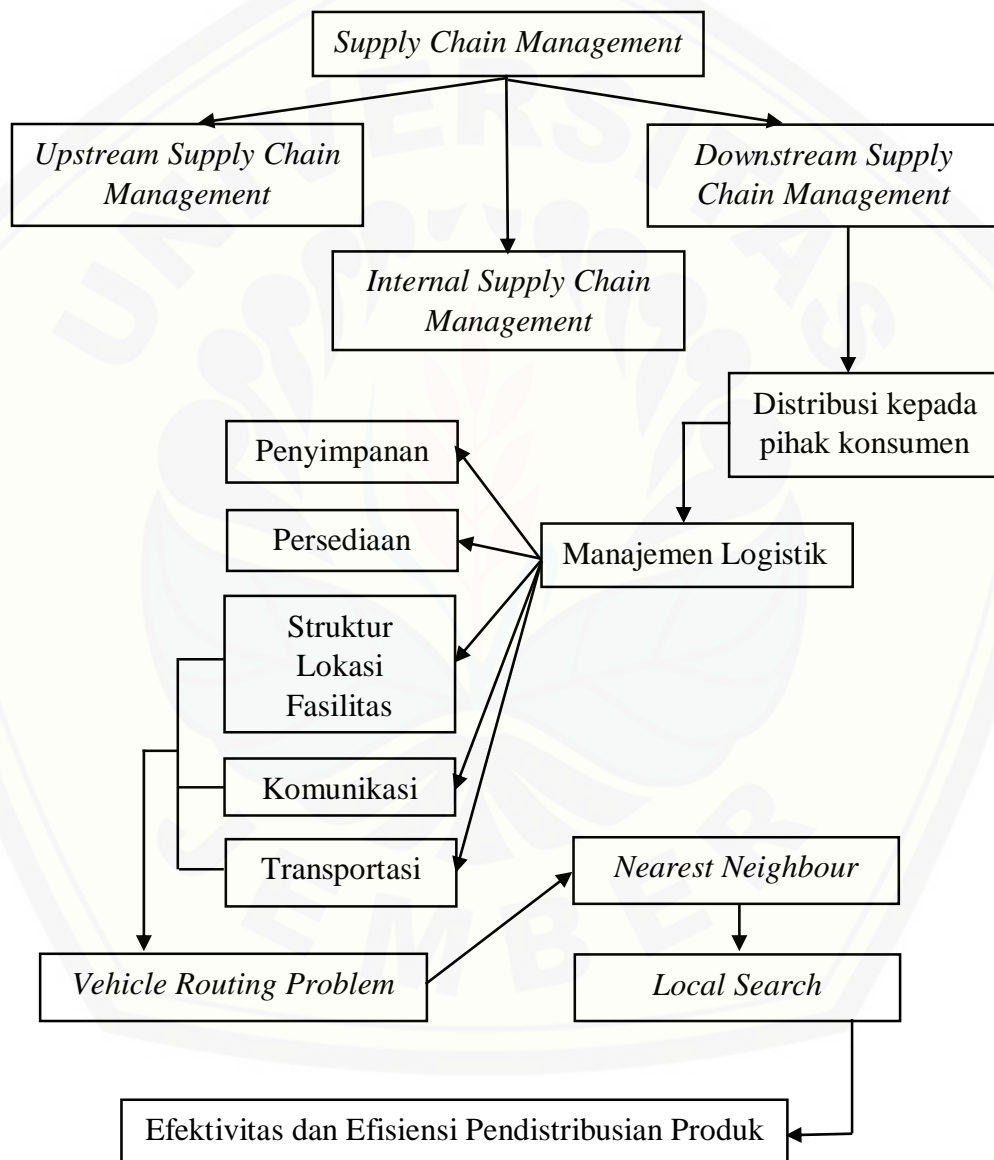 Supply Chain Management
Upstream Supply Chain
Management
Downstream Supply
Chain Management
Internal Supply Chain
Management
Distribusi kepada
pihak konsumen
Penyimpanan
Persediaan
Manajemen Logistik
Struktur
Lokasi
Fasilitas
Komunikasi
Transportasi
Nearest Neighbour
Vehicle Routing Problem
Local Search
Efektivitas dan Efisiensi Pendistribusian Produk
UNIVERSITAS
JEMBER